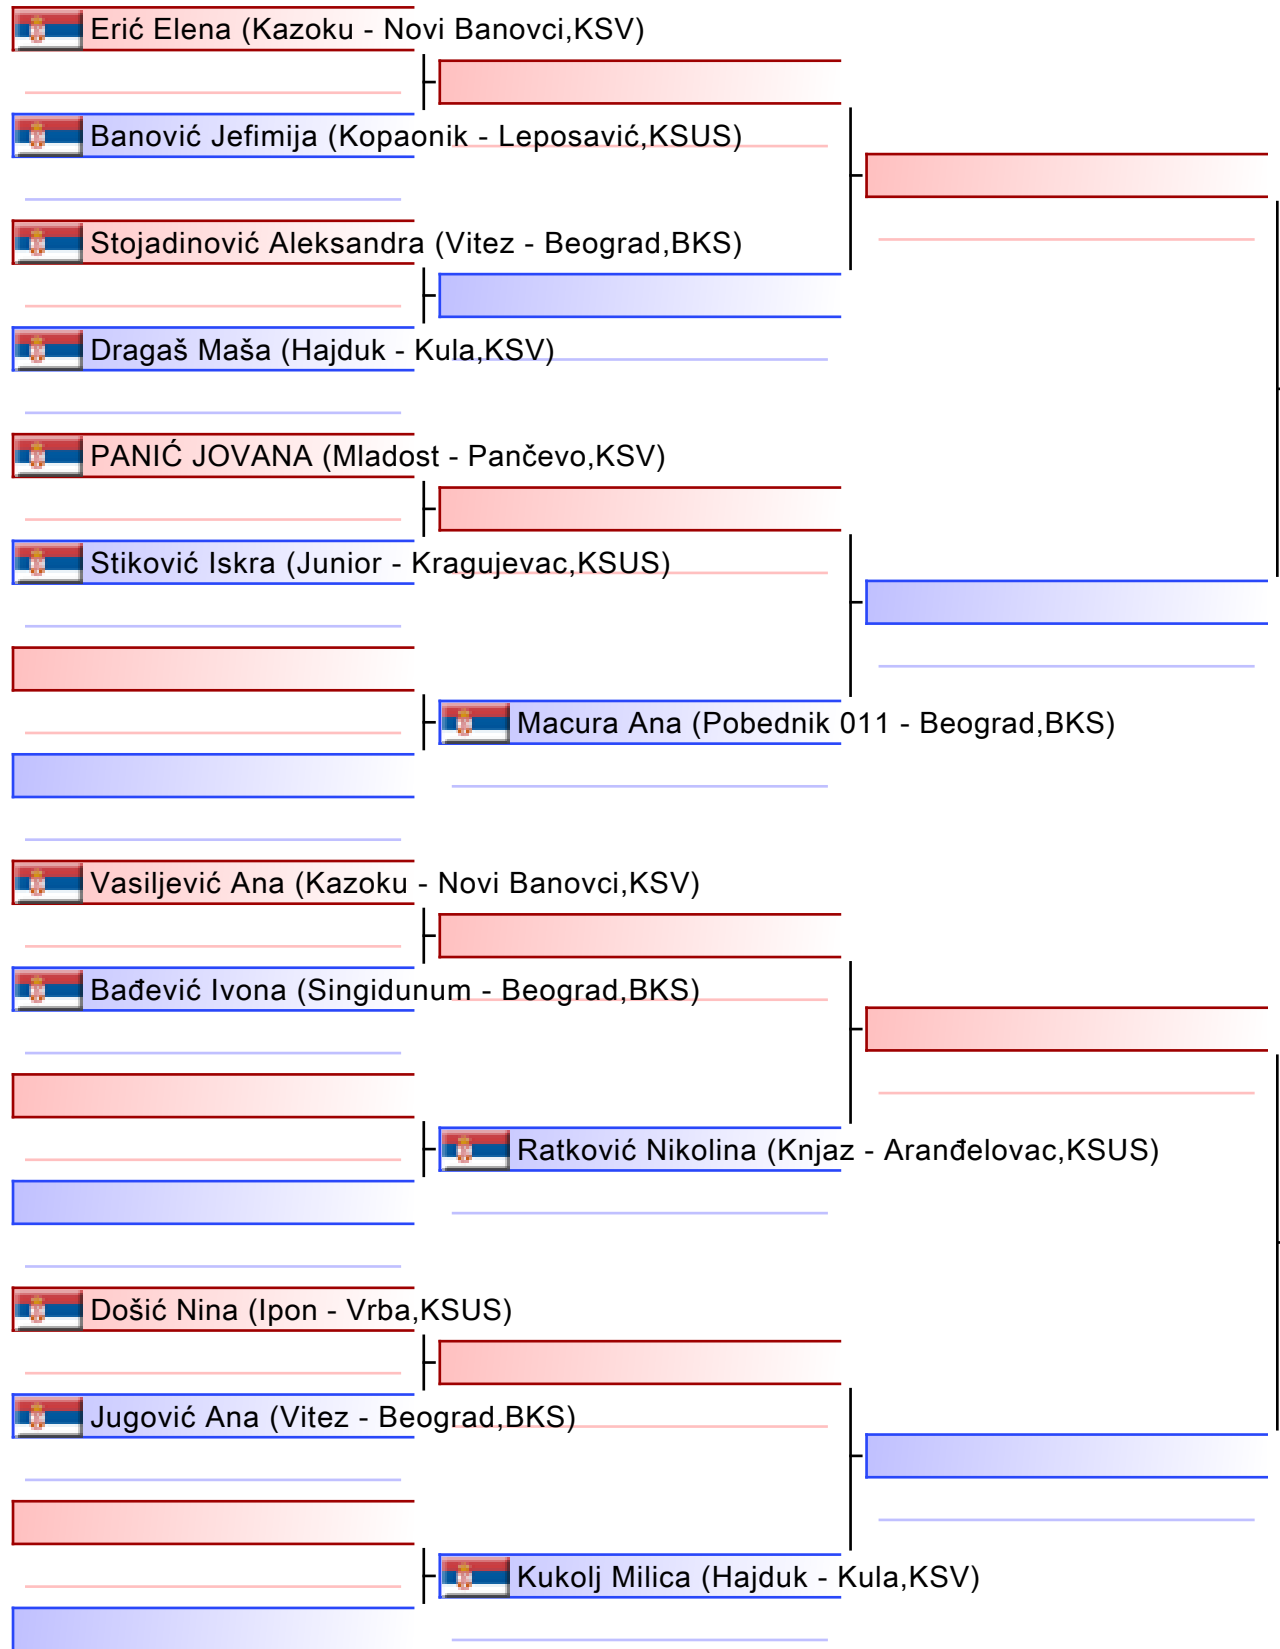 Erić Elena (Kazoku - Novi Banovci,KSV)
Banović Jefimija (Kopaonik - Leposavić,KSUS)
Stojadinović Aleksandra (Vitez - Beograd,BKS)
Dragaš Maša (Hajduk - Kula,KSV)
PANIĆ JOVANA (Mladost - Pančevo,KSV)
Stiković Iskra (Junior - Kragujevac,KSUS)
Macura Ana (Pobednik 011 - Beograd,BKS)
Vasiljević Ana (Kazoku - Novi Banovci,KSV)
Bađević Ivona (Singidunum - Beograd,BKS)
Ratković Nikolina (Knjaz - Aranđelovac,KSUS)
Došić Nina (Ipon - Vrba,KSUS)
Jugović Ana (Vitez - Beograd,BKS)
Kukolj Milica (Hajduk - Kula,KSV)